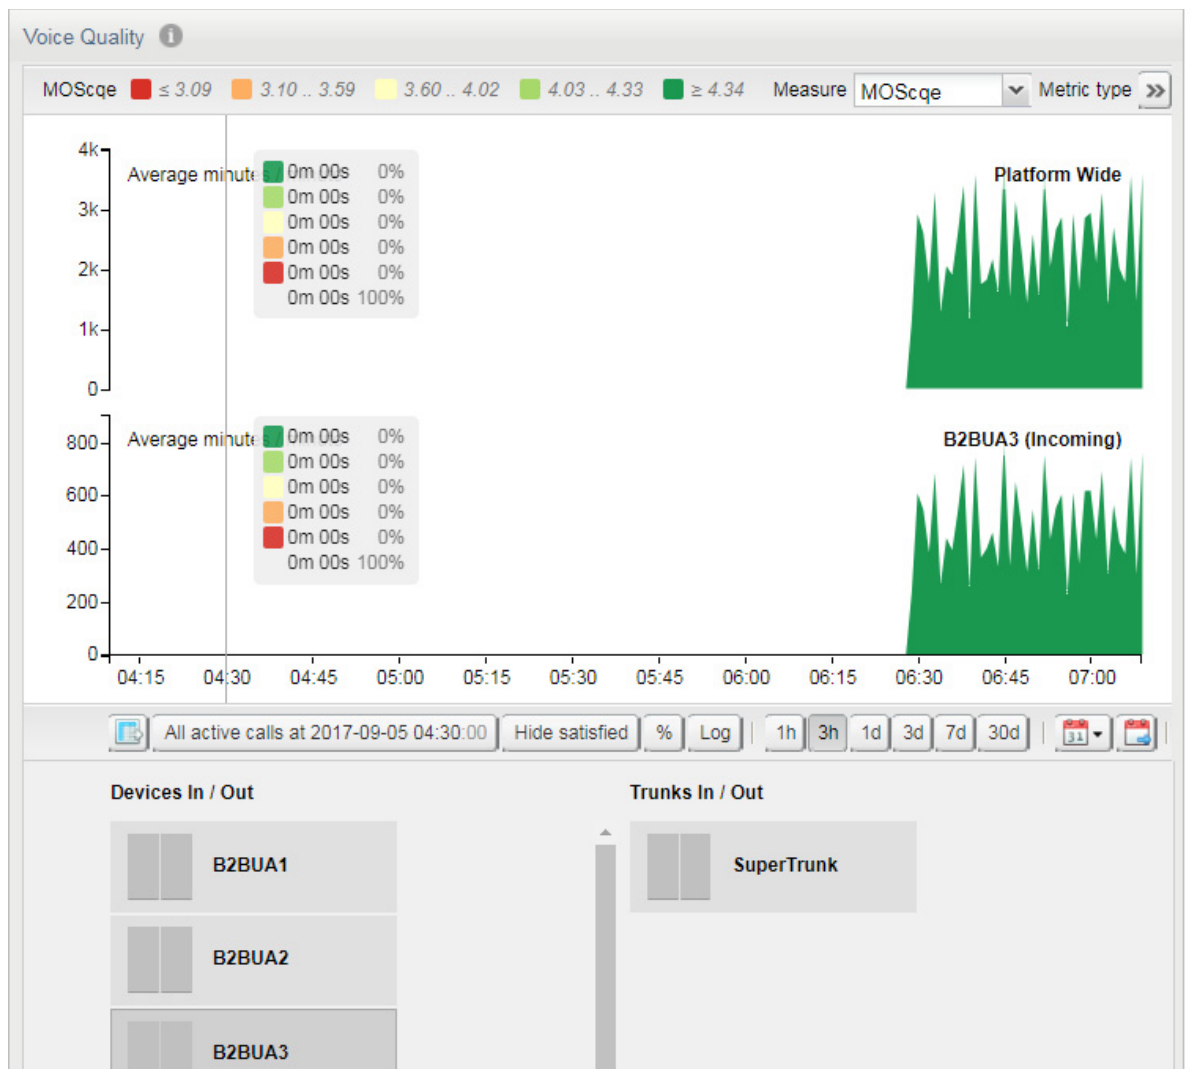 Voice Quality i
MOScqe ≤ 3.09 3.10 .. 3.59 3.60 .. 4.02 4.03 .. 4.33 ≥ 4.34 Measure MOScqe Metric type >>
4k
3k
2k
1k
0
Average minute
0m 00s 0%
0m 00s 0%
0m 00s 0%
0m 00s 0%
0m 00s 0%
0m 00s 100%
Platform Wide
800
600
400
200
0
Average minutes /
0m 00s 0%
0m 00s 0%
0m 00s 0%
0m 00s 0%
0m 00s 0%
0m 00s 100%
B2BUA3 (Incoming)
04:15 04:30 04:45 05:00 05:15 05:30 05:45 06:00 06:15 06:30 06:45 07:00
All active calls at 2017-09-05 04:30:00 Hide satisfied % Log 1h 3h 1d 3d 7d 30d 31
Devices In / Out Trunks In / Out
B2BUA1 SuperTrunk
B2BUA2
B2BUA3